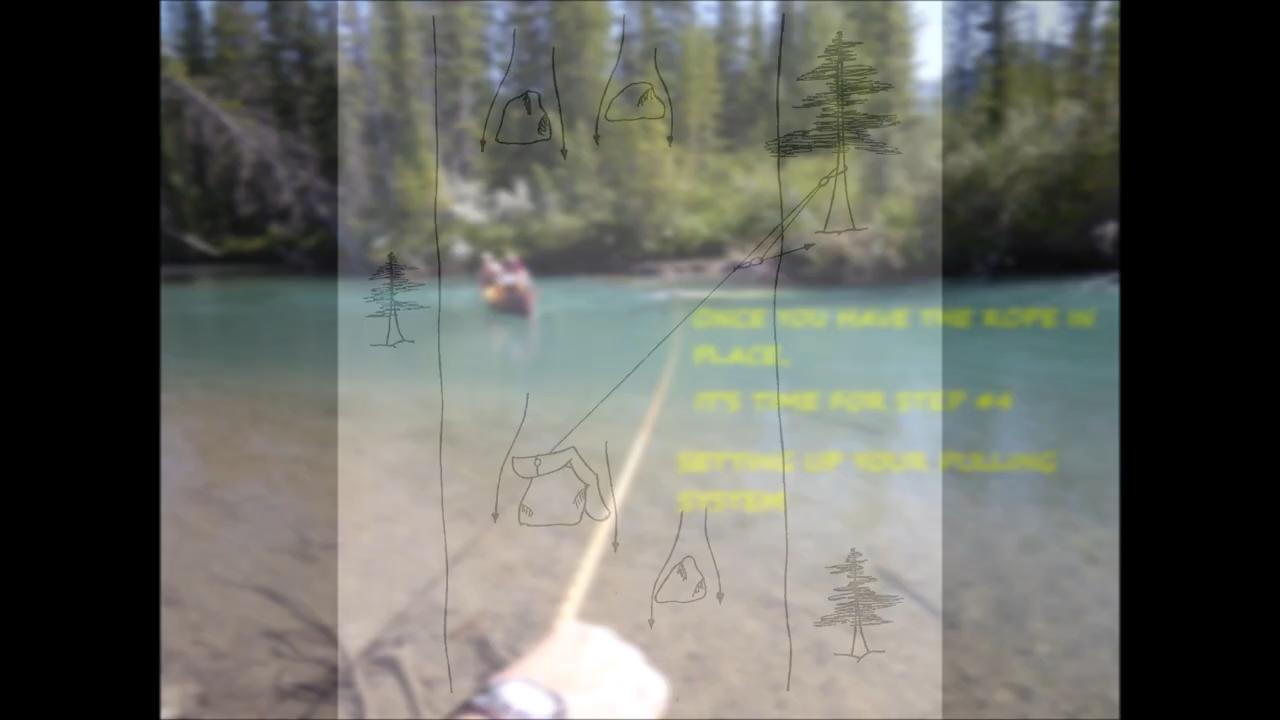 ONCE YOU HAVE THE ROPE IN
PLACE.
IT'S TIME FOR STEP #4
SETTING UP YOUR PULLING
SYSTEM